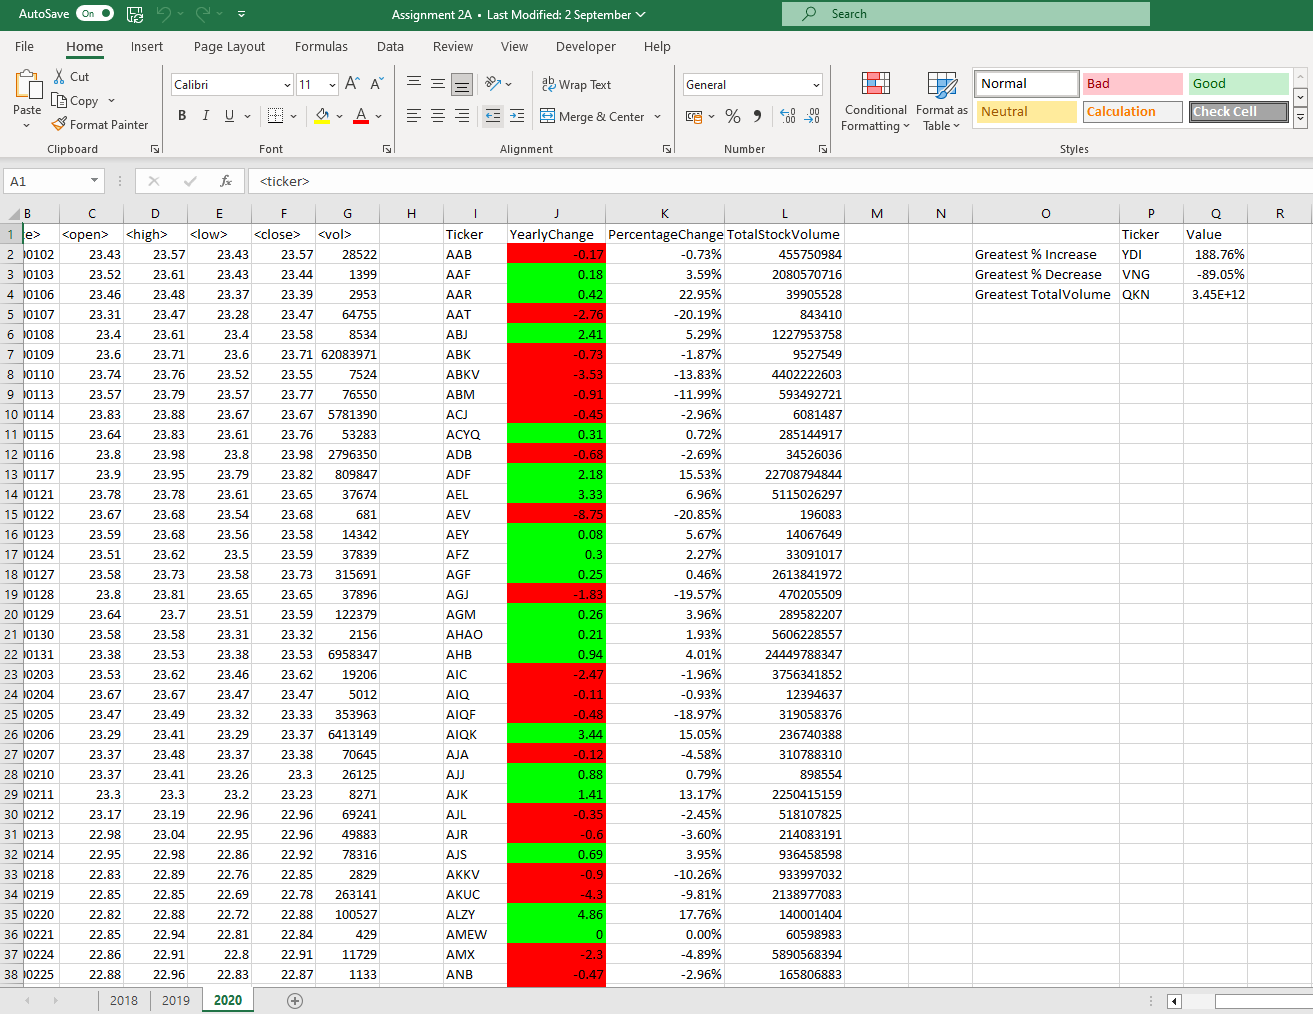 AutoSave On Assignment 2A • Last Modified: 2 September Search
File Home Insert Page Layout Formulas Data Review View Developer Help
Paste Cut Copy Format Painter Clipboard
Calibri 11 B I U Font
ab Wrap Text Merge & Center Alignment
General % Number
Conditional Formatting Format as Table
Normal Bad Good
Neutral Calculation Check Cell
Styles
A1 fx <ticker>
B C D E F G H I J K L M N O P Q R
1 e> <open> <high> <low> <close> <vol> Ticker YearlyChange PercentageChange TotalStockVolume Ticker Value
2 00102 23.43 23.57 23.43 23.57 28522 AAB -0.17 -0.73% 455750984 Greatest % Increase YDI 188.76%
3 00103 23.52 23.61 23.43 23.44 1399 AAF 0.18 3.59% 2080570716 Greatest % Decrease VNG -89.05%
4 00106 23.46 23.48 23.37 23.39 2953 AAR 0.42 22.95% 39905528 Greatest TotalVolume QKN 3.45E+12
5 00107 23.31 23.47 23.28 23.47 64755 AAT -2.76 -20.19% 843410
6 00108 23.4 23.61 23.4 23.58 8534 ABJ 2.41 5.29% 1227953758
7 00109 23.6 23.71 23.6 23.71 62083971 ABK -0.73 -1.87% 9527549
8 00110 23.74 23.76 23.52 23.55 7524 ABKV -3.53 -13.83% 4402222603
9 00113 23.57 23.79 23.57 23.77 76550 ABM -0.91 -11.99% 593492721
10 00114 23.83 23.88 23.67 23.67 5781390 ACJ -0.45 -2.96% 6081487
11 00115 23.64 23.83 23.61 23.76 53283 ACYQ 0.31 0.72% 285144917
12 00116 23.8 23.98 23.8 23.98 2796350 ADB -0.68 -2.69% 34526036
13 00117 23.9 23.95 23.79 23.82 809847 ADF 2.18 15.53% 22708794844
14 00121 23.78 23.78 23.61 23.65 37674 AEL 3.33 6.96% 5115026297
15 00122 23.67 23.68 23.54 23.68 681 AEV -8.75 -20.85% 196083
16 00123 23.59 23.68 23.56 23.58 14342 AEY 0.08 5.67% 14067649
17 00124 23.51 23.62 23.5 23.59 37839 AFZ 0.3 2.27% 33091017
18 00127 23.58 23.73 23.58 23.73 315691 AGF 0.25 0.46% 2613841972
19 00128 23.8 23.81 23.65 23.65 37896 AGJ -1.83 -19.57% 470205509
20 00129 23.64 23.7 23.51 23.59 122379 AGM 0.26 3.96% 289582207
21 00130 23.58 23.58 23.31 23.32 2156 AHAO 0.21 1.93% 5606228557
22 00131 23.38 23.53 23.38 23.53 6958347 AHB 0.94 4.01% 24449788347
23 00203 23.53 23.62 23.46 23.62 19206 AIC -2.47 -1.96% 3756341852
24 00204 23.67 23.67 23.47 23.47 5012 AIQ -0.11 -0.93% 12394637
25 00205 23.47 23.49 23.32 23.33 353963 AIQF -0.48 -18.97% 319058376
26 00206 23.29 23.41 23.29 23.37 6413149 AIQK 3.44 15.05% 236740388
27 00207 23.37 23.48 23.37 23.38 70645 AJA -0.12 -4.58% 310788310
28 00210 23.37 23.41 23.26 23.3 26125 AJJ 0.88 0.79% 898554
29 00211 23.3 23.3 23.2 23.23 8271 AJK 1.41 13.17% 2250415159
30 00212 23.17 23.19 22.96 22.96 69241 AJL -0.35 -2.45% 518107825
31 00213 22.98 23.04 22.95 22.96 49883 AJR -0.6 -3.60% 214083191
32 00214 22.95 22.98 22.86 22.92 78316 AJS 0.69 3.95% 936458598
33 00218 22.83 22.89 22.76 22.85 2829 AKKV -0.9 -10.26% 933997032
34 00219 22.85 22.85 22.69 22.78 263141 AKUC -4.3 -9.81% 2138977083
35 00220 22.82 22.88 22.72 22.88 100527 ALZY 4.86 17.76% 140001404
36 00221 22.85 22.94 22.81 22.84 429 AMEW 0 0.00% 60598983
37 00224 22.86 22.91 22.8 22.91 11729 AMX -2.3 -4.89% 5890568394
38 00225 22.88 22.96 22.83 22.87 1133 ANB -0.47 -2.96% 165806883
2018 2019 2020